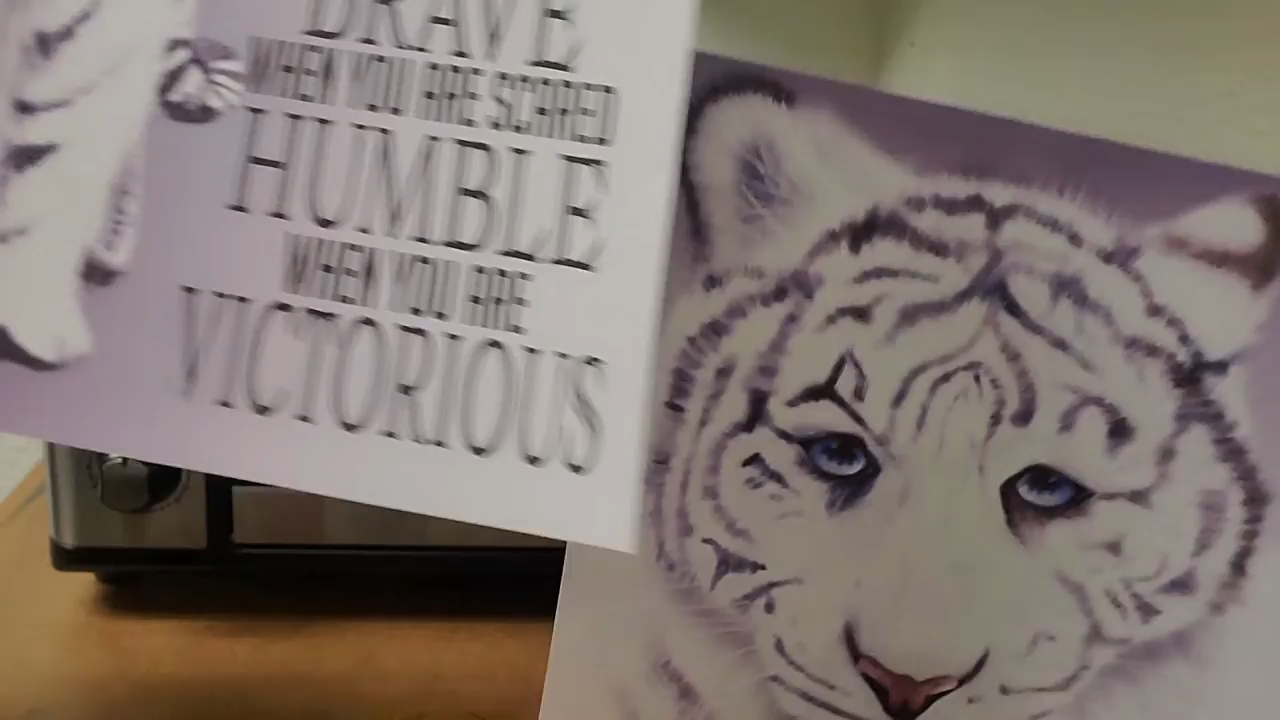 BRAVE
WHEN YOU ARE SCARED
HUMBLE
WHEN YOU ARE
VICTORIOUS